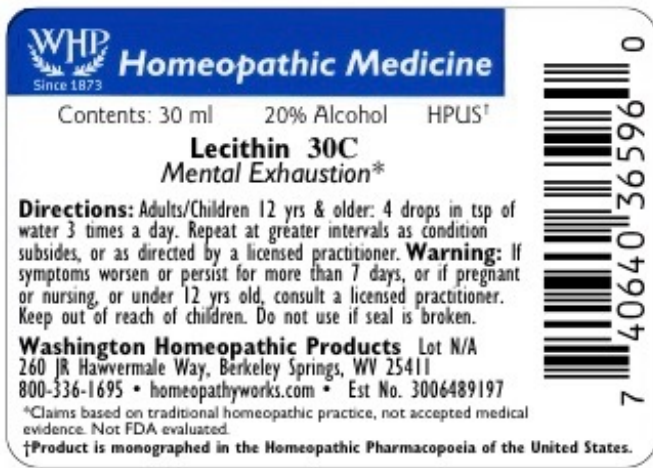 WHP
Since 1873
Homeopathic Medicine
Contents: 30 ml 20% Alcohol HPUS†
Lecithin 30C
Mental Exhaustion*
Directions: Adults/Children 12 yrs & older: 4 drops in tsp of
water 3 times a day. Repeat at greater intervals as condition
subsides, or as directed by a licensed practitioner. Warning: If
symptoms worsen or persist for more than 7 days, or if pregnant
or nursing, or under 12 yrs old, consult a licensed practitioner.
Keep out of reach of children. Do not use if seal is broken.
Washington Homeopathic Products Lot N/A
260 JR Hawvermale Way, Berkeley Springs, WV 25411
800-336-1695 • homeopathyworks.com • Est No. 3006489197
*Claims based on traditional homeopathic practice, not accepted medical
evidence. Not FDA evaluated.
†Product is monographed in the Homeopathic Pharmacopoeia of the United States.
7 40640 36596 0